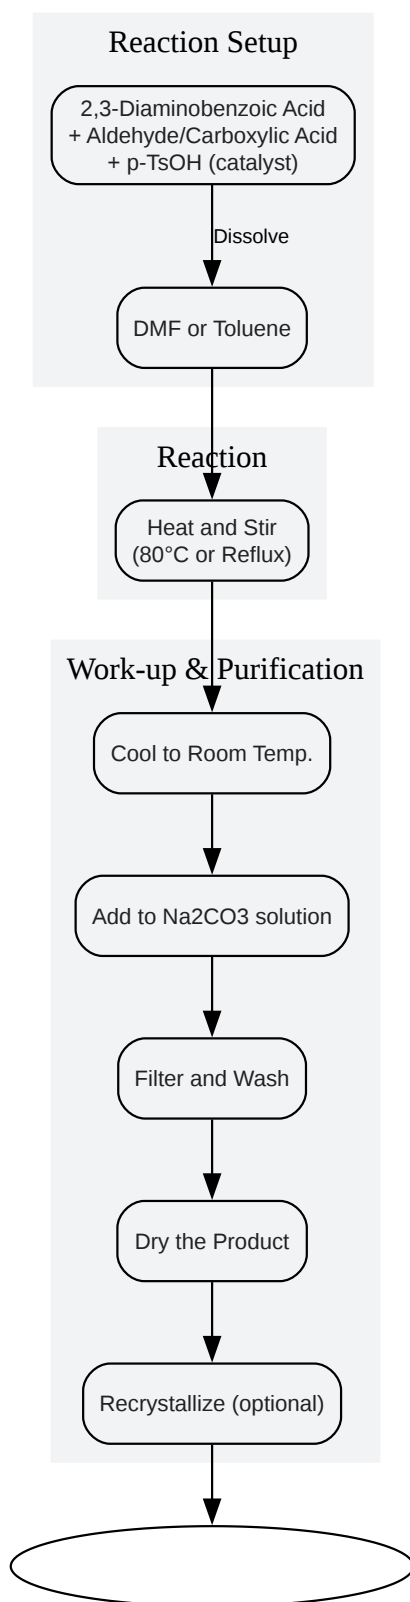 Reaction Setup
2,3-Diaminobenzoic Acid
+ Aldehyde/Carboxylic Acid
+ p-TsOH (catalyst)
Dissolve
DMF or Toluene
Reaction
Heat and Stir
(80°C or Reflux)
Work-up & Purification
Cool to Room Temp.
Add to Na2CO3 solution
Filter and Wash
Dry the Product
Recrystallize (optional)